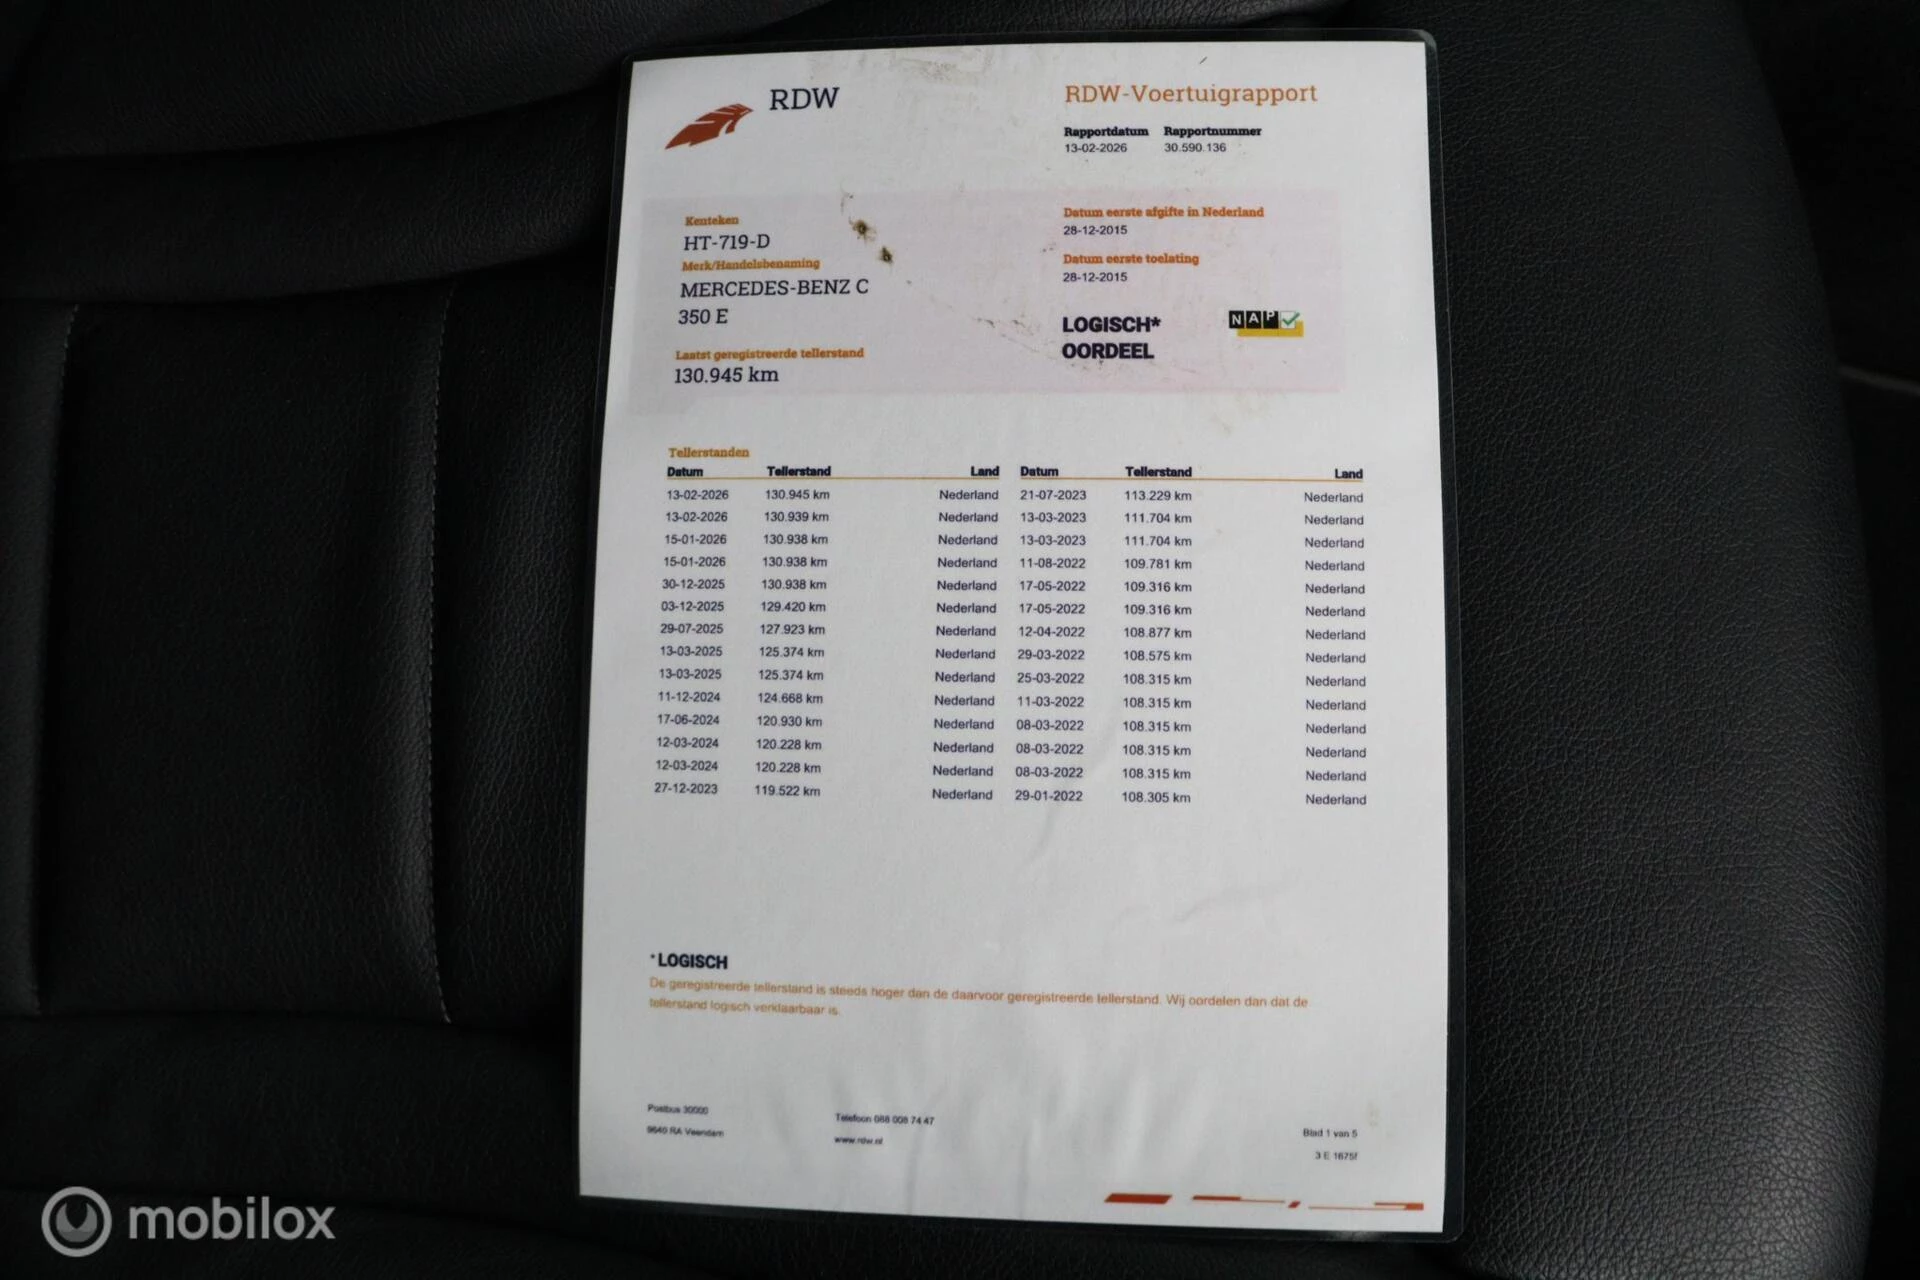 RDW
RDW-Voertuigrapport
Rapportdatum Rapportnummer
13-02-2026 30.590.136
Kenteken
HT-719-D
Merk/Handelsbenaming
MERCEDES-BENZ C
350 E
Laatst geregistreerde tellerstand
130.945 km
Datum eerste afgifte in Nederland
28-12-2015
Datum eerste toelating
28-12-2015
LOGISCH*
OORDEEL
NAP
Tellerstanden
Datum Tellerstand Land Datum Tellerstand Land
13-02-2026 130.945 km Nederland 21-07-2023 113.229 km Nederland
13-02-2026 130.939 km Nederland 13-03-2023 111.704 km Nederland
15-01-2026 130.938 km Nederland 13-03-2023 111.704 km Nederland
15-01-2026 130.938 km Nederland 11-08-2022 109.781 km Nederland
30-12-2025 130.938 km Nederland 17-05-2022 109.316 km Nederland
03-12-2025 129.420 km Nederland 17-05-2022 109.316 km Nederland
29-07-2025 127.923 km Nederland 12-04-2022 108.877 km Nederland
13-03-2025 125.374 km Nederland 29-03-2022 108.575 km Nederland
13-03-2025 125.374 km Nederland 25-03-2022 108.315 km Nederland
11-12-2024 124.668 km Nederland 11-03-2022 108.315 km Nederland
17-06-2024 120.930 km Nederland 08-03-2022 108.315 km Nederland
12-03-2024 120.228 km Nederland 08-03-2022 108.315 km Nederland
12-03-2024 120.228 km Nederland 08-03-2022 108.315 km Nederland
27-12-2023 119.522 km Nederland 29-01-2022 108.305 km Nederland
* LOGISCH
De geregistreerde tellerstand is steeds hoger dan de daarvoor geregistreerde tellerstand. Wij oordelen dan dat de
tellerstand logisch verklaarbaar is.
Postbus 30000
9640 RA Veendam
Telefoon 088 008 74 47
www.rdw.nl
Blad 1 van 5
3 E 1675f
mobilox